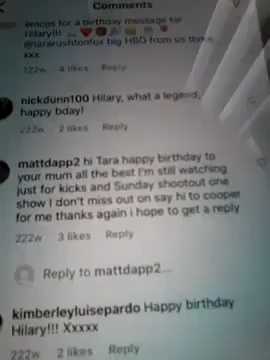 Comments
emojis for a birthday message for
Hilary!!!
@tararushtonfox big HBD from us three
xxx
222w 4 likes Reply
nickdunn100 Hilary, what a legend,
happy bday!
222w 2 likes Reply
mattdapp2 hi Tara happy birthday to
your mum all the best I'm still watching
just for kicks and Sunday shootout one
show I don't miss out on say hi to cooper
for me thanks again i hope to get a reply
222w 3 likes Reply
Reply to mattdapp2...
kimberleyluisepardo Happy birthday
Hilary!!! Xxxxx
222w 2 likes Reply